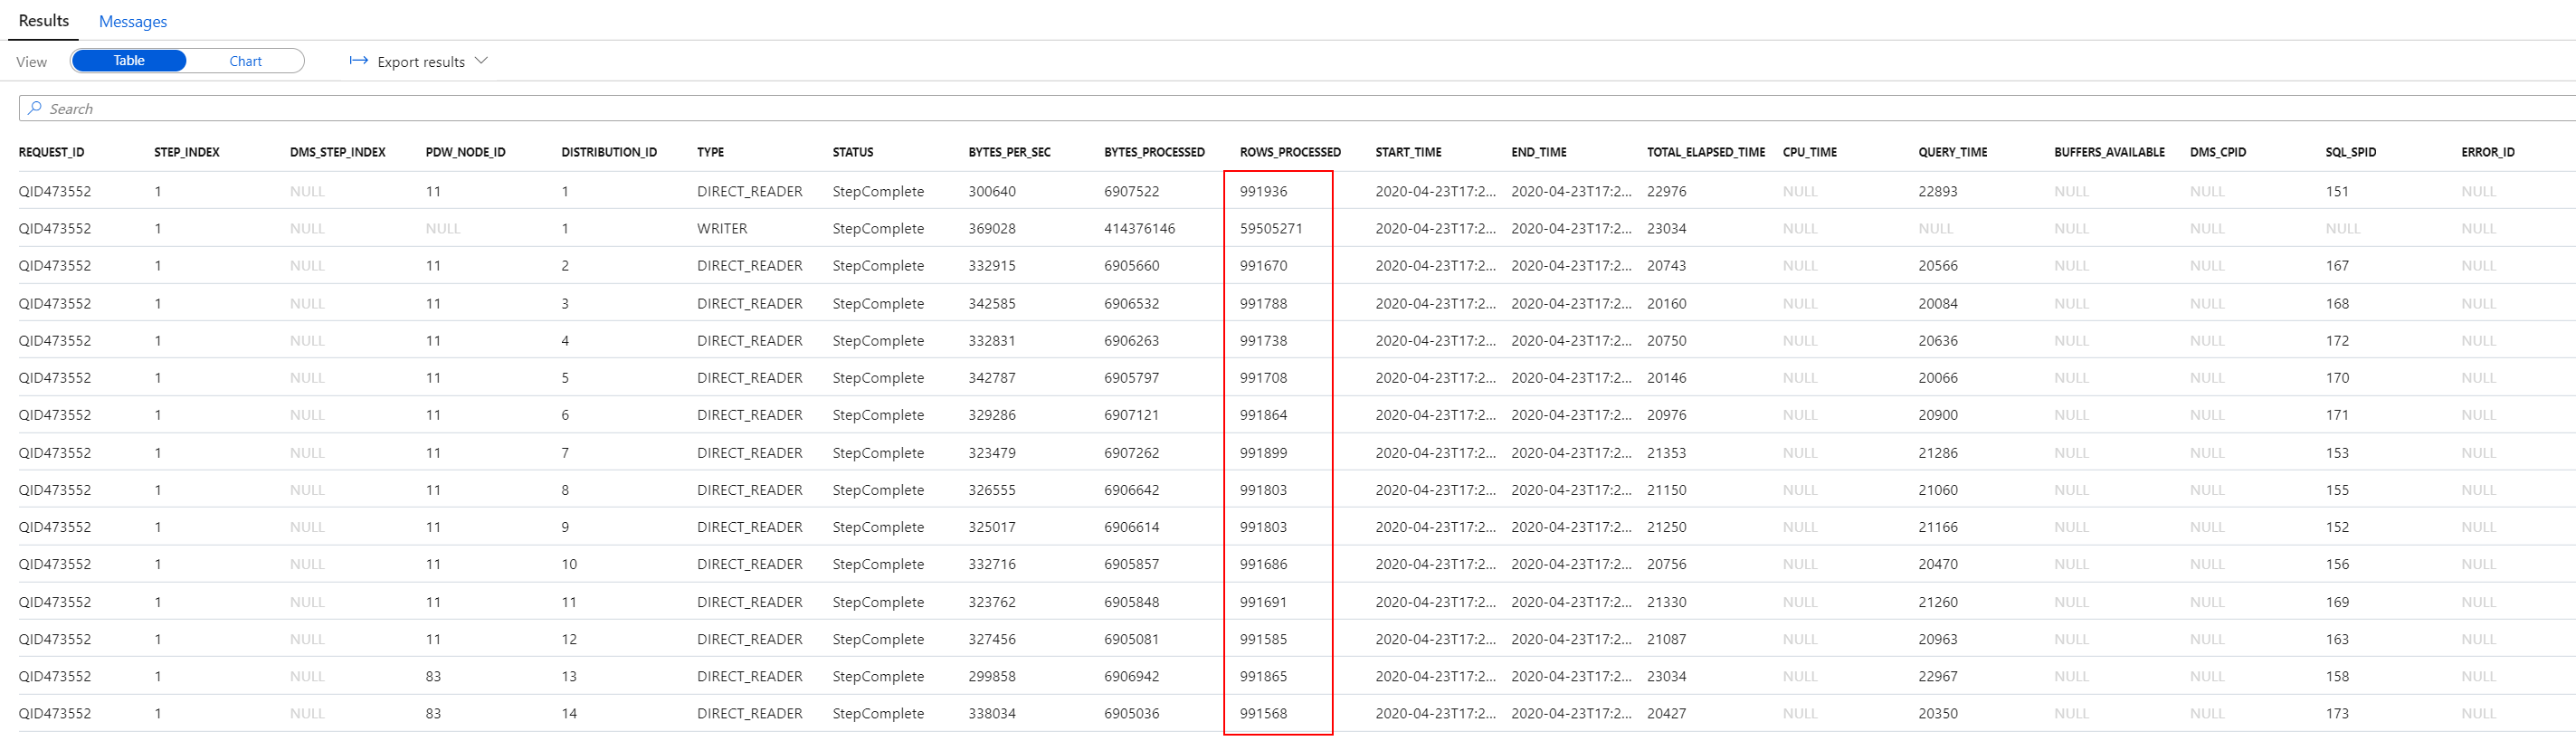 Results Messages
View Table Chart Export results
Search
REQUEST_ID STEP_INDEX DMS_STEP_INDEX PDW_NODE_ID DISTRIBUTION_ID TYPE STATUS BYTES_PER_SEC BYTES_PROCESSED ROWS_PROCESSED START_TIME END_TIME TOTAL_ELAPSED_TIME CPU_TIME QUERY_TIME BUFFERS_AVAILABLE DMS_CPID SQL_SPID ERROR_ID
QID473552 1 NULL 11 1 DIRECT_READER StepComplete 300640 6907522 991936 2020-04-23T17:2... 2020-04-23T17:2... 22976 NULL 22893 NULL NULL 151 NULL
QID473552 1 NULL NULL 1 WRITER StepComplete 369028 414376146 59505271 2020-04-23T17:2... 2020-04-23T17:2... 23034 NULL NULL NULL NULL NULL NULL
QID473552 1 NULL 11 2 DIRECT_READER StepComplete 332915 6905660 991670 2020-04-23T17:2... 2020-04-23T17:2... 20743 NULL 20566 NULL NULL 167 NULL
QID473552 1 NULL 11 3 DIRECT_READER StepComplete 342585 6906532 991788 2020-04-23T17:2... 2020-04-23T17:2... 20160 NULL 20084 NULL NULL 168 NULL
QID473552 1 NULL 11 4 DIRECT_READER StepComplete 332831 6906263 991738 2020-04-23T17:2... 2020-04-23T17:2... 20750 NULL 20636 NULL NULL 172 NULL
QID473552 1 NULL 11 5 DIRECT_READER StepComplete 342787 6905797 991708 2020-04-23T17:2... 2020-04-23T17:2... 20146 NULL 20066 NULL NULL 170 NULL
QID473552 1 NULL 11 6 DIRECT_READER StepComplete 329286 6907121 991864 2020-04-23T17:2... 2020-04-23T17:2... 20976 NULL 20900 NULL NULL 171 NULL
QID473552 1 NULL 11 7 DIRECT_READER StepComplete 323479 6907262 991899 2020-04-23T17:2... 2020-04-23T17:2... 21353 NULL 21286 NULL NULL 153 NULL
QID473552 1 NULL 11 8 DIRECT_READER StepComplete 326555 6906642 991803 2020-04-23T17:2... 2020-04-23T17:2... 21150 NULL 21060 NULL NULL 155 NULL
QID473552 1 NULL 11 9 DIRECT_READER StepComplete 325017 6906614 991803 2020-04-23T17:2... 2020-04-23T17:2... 21250 NULL 21166 NULL NULL 152 NULL
QID473552 1 NULL 11 10 DIRECT_READER StepComplete 332716 6905857 991686 2020-04-23T17:2... 2020-04-23T17:2... 20756 NULL 20470 NULL NULL 156 NULL
QID473552 1 NULL 11 11 DIRECT_READER StepComplete 323762 6905848 991691 2020-04-23T17:2... 2020-04-23T17:2... 21330 NULL 21260 NULL NULL 169 NULL
QID473552 1 NULL 11 12 DIRECT_READER StepComplete 327456 6905081 991585 2020-04-23T17:2... 2020-04-23T17:2... 21087 NULL 20963 NULL NULL 163 NULL
QID473552 1 NULL 83 13 DIRECT_READER StepComplete 299858 6906942 991865 2020-04-23T17:2... 2020-04-23T17:2... 23034 NULL 22967 NULL NULL 158 NULL
QID473552 1 NULL 83 14 DIRECT_READER StepComplete 338034 6905036 991568 2020-04-23T17:2... 2020-04-23T17:2... 20427 NULL 20350 NULL NULL 173 NULL